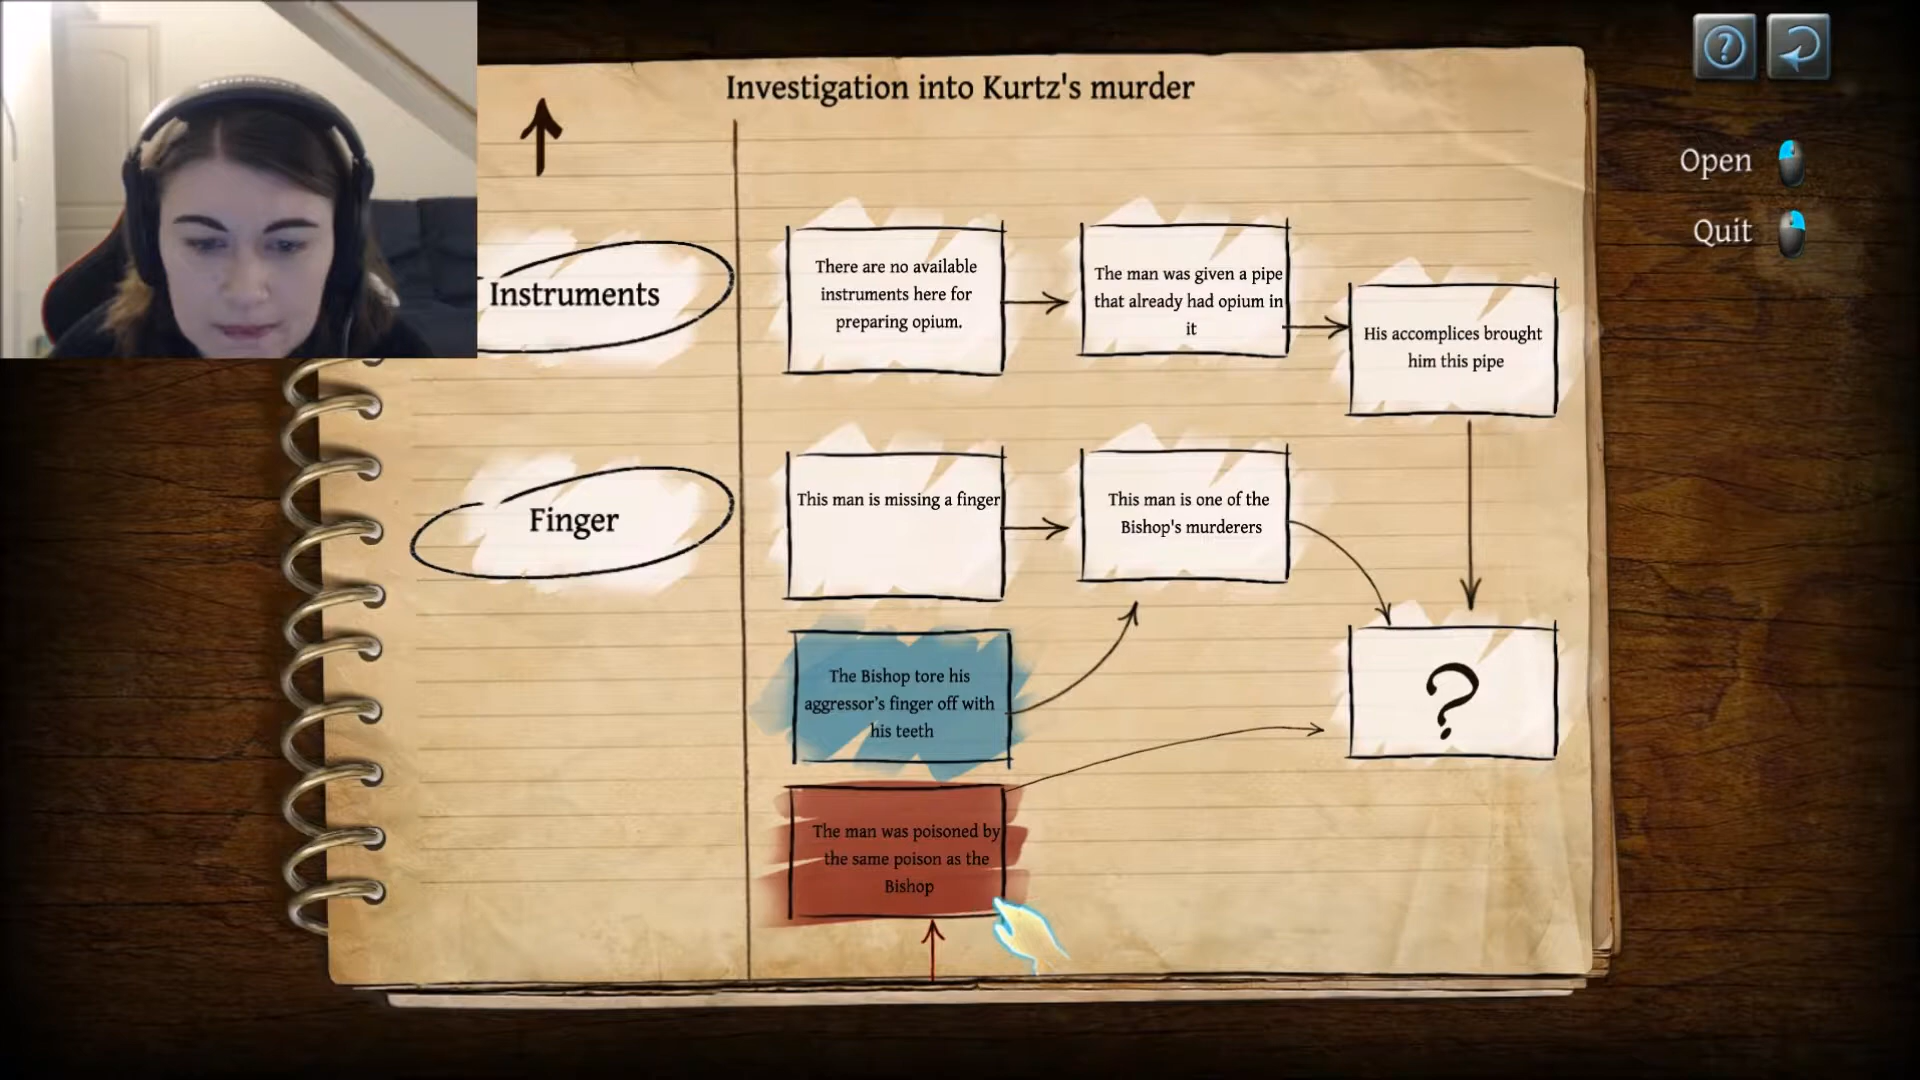 Investigation into Kurtz's murder
Open
Quit
Instruments
There are no available
instruments here for
preparing opium.
The man was given a pipe
that already had opium in
it
His accomplices brought
him this pipe
Finger
This man is missing a finger
This man is one of the
Bishop's murderers
The Bishop tore his
aggressor's finger off with
his teeth
?
The man was poisoned by
the same poison as the
Bishop